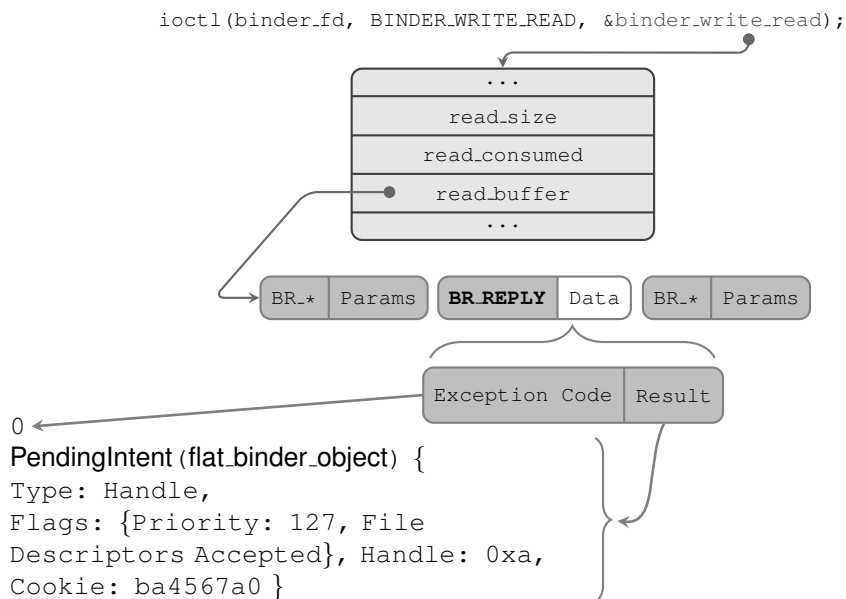 ioctl(binder_fd, BINDER_WRITE_READ, &binder_write_read);
...
read_size
read_consumed
read_buffer
...
BR_* Params BR_REPLY Data BR_* Params
Exception Code Result
0
PendingIntent (flat_binder_object) {
Type: Handle,
Flags: {Priority: 127, File
Descriptors Accepted}, Handle: 0xa,
Cookie: ba4567a0 }